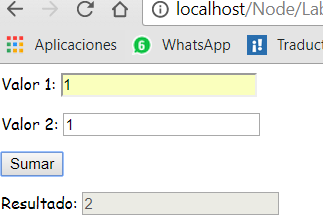 localhost/Node/Lab
Aplicaciones WhatsApp Traduct
Valor 1: 1
Valor 2: 1
Sumar
Resultado: 2